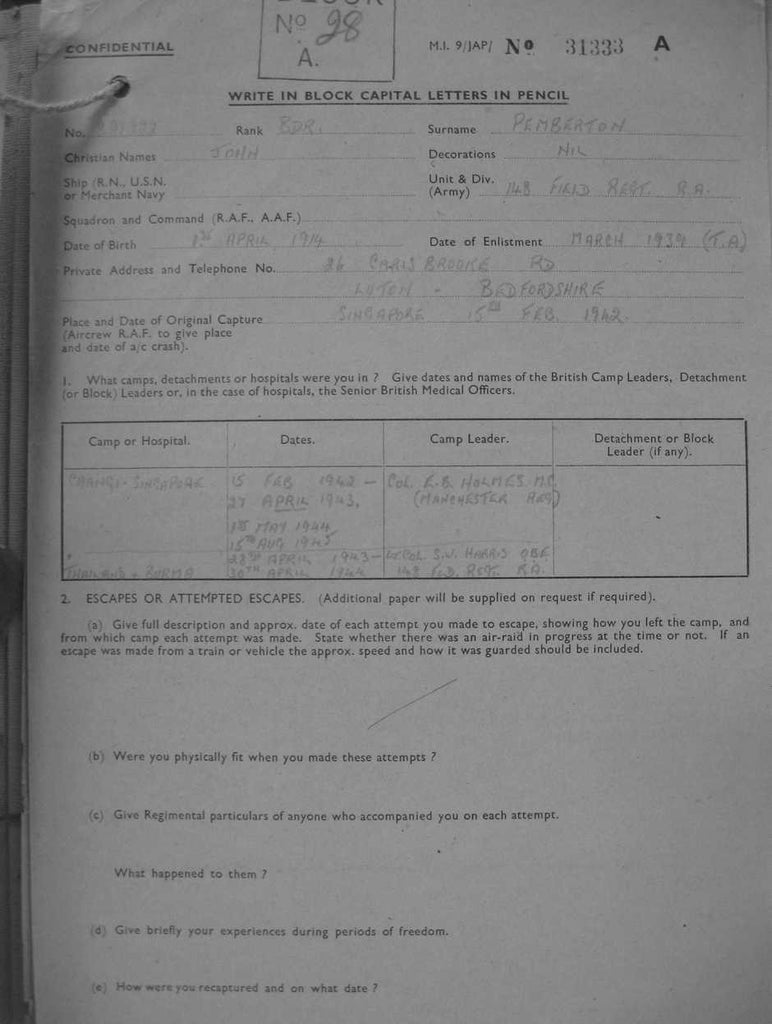 No 98
A.
CONFIDENTIAL
M.I. 9/JAP/ No 31333 A
WRITE IN BLOCK CAPITAL LETTERS IN PENCIL
No. Rank BDR. Surname PEMBERTON
Christian Names JOHN Decorations NIL
Ship (R.N., U.S.N. or Merchant Navy Unit & Div. (Army) 148 FIELD REGT. R.A.
Squadron and Command (R.A.F., A.A.F.)
Date of Birth 1st APRIL 1914 Date of Enlistment MARCH 1939 (T.A)
Private Address and Telephone No. 26 CARISBROOKE RD
LUTON - BEDFORDSHIRE
Place and Date of Original Capture SINGAPORE 15TH FEB. 1942.
(Aircrew R.A.F. to give place
and date of a/c crash).
1. What camps, detachments or hospitals were you in ? Give dates and names of the British Camp Leaders, Detachment
(or Block) Leaders or, in the case of hospitals, the Senior British Medical Officers.
Camp or Hospital. Dates. Camp Leader. Detachment or Block
Leader (if any).
CHANGI - SINGAPORE 15 FEB 1942 - COL. E.B. HOLMES M.C.
27 APRIL 1943, (MANCHESTER REG)
1st MAY 1944
15TH AUG 1945
28TH APRIL 1943 - LT. COL. S.W. HARRIS OBE
THAILAND & BURMA 30TH APRIL 1944 148 FD. REGT. R.A.
2. ESCAPES OR ATTEMPTED ESCAPES. (Additional paper will be supplied on request if required).
(a) Give full description and approx. date of each attempt you made to escape, showing how you left the camp, and
from which camp each attempt was made. State whether there was an air-raid in progress at the time or not. If an
escape was made from a train or vehicle the approx. speed and how it was guarded should be included.
(b) Were you physically fit when you made these attempts ?
(c) Give Regimental particulars of anyone who accompanied you on each attempt.
What happened to them ?
(d) Give briefly your experiences during periods of freedom.
(e) How were you recaptured and on what date ?